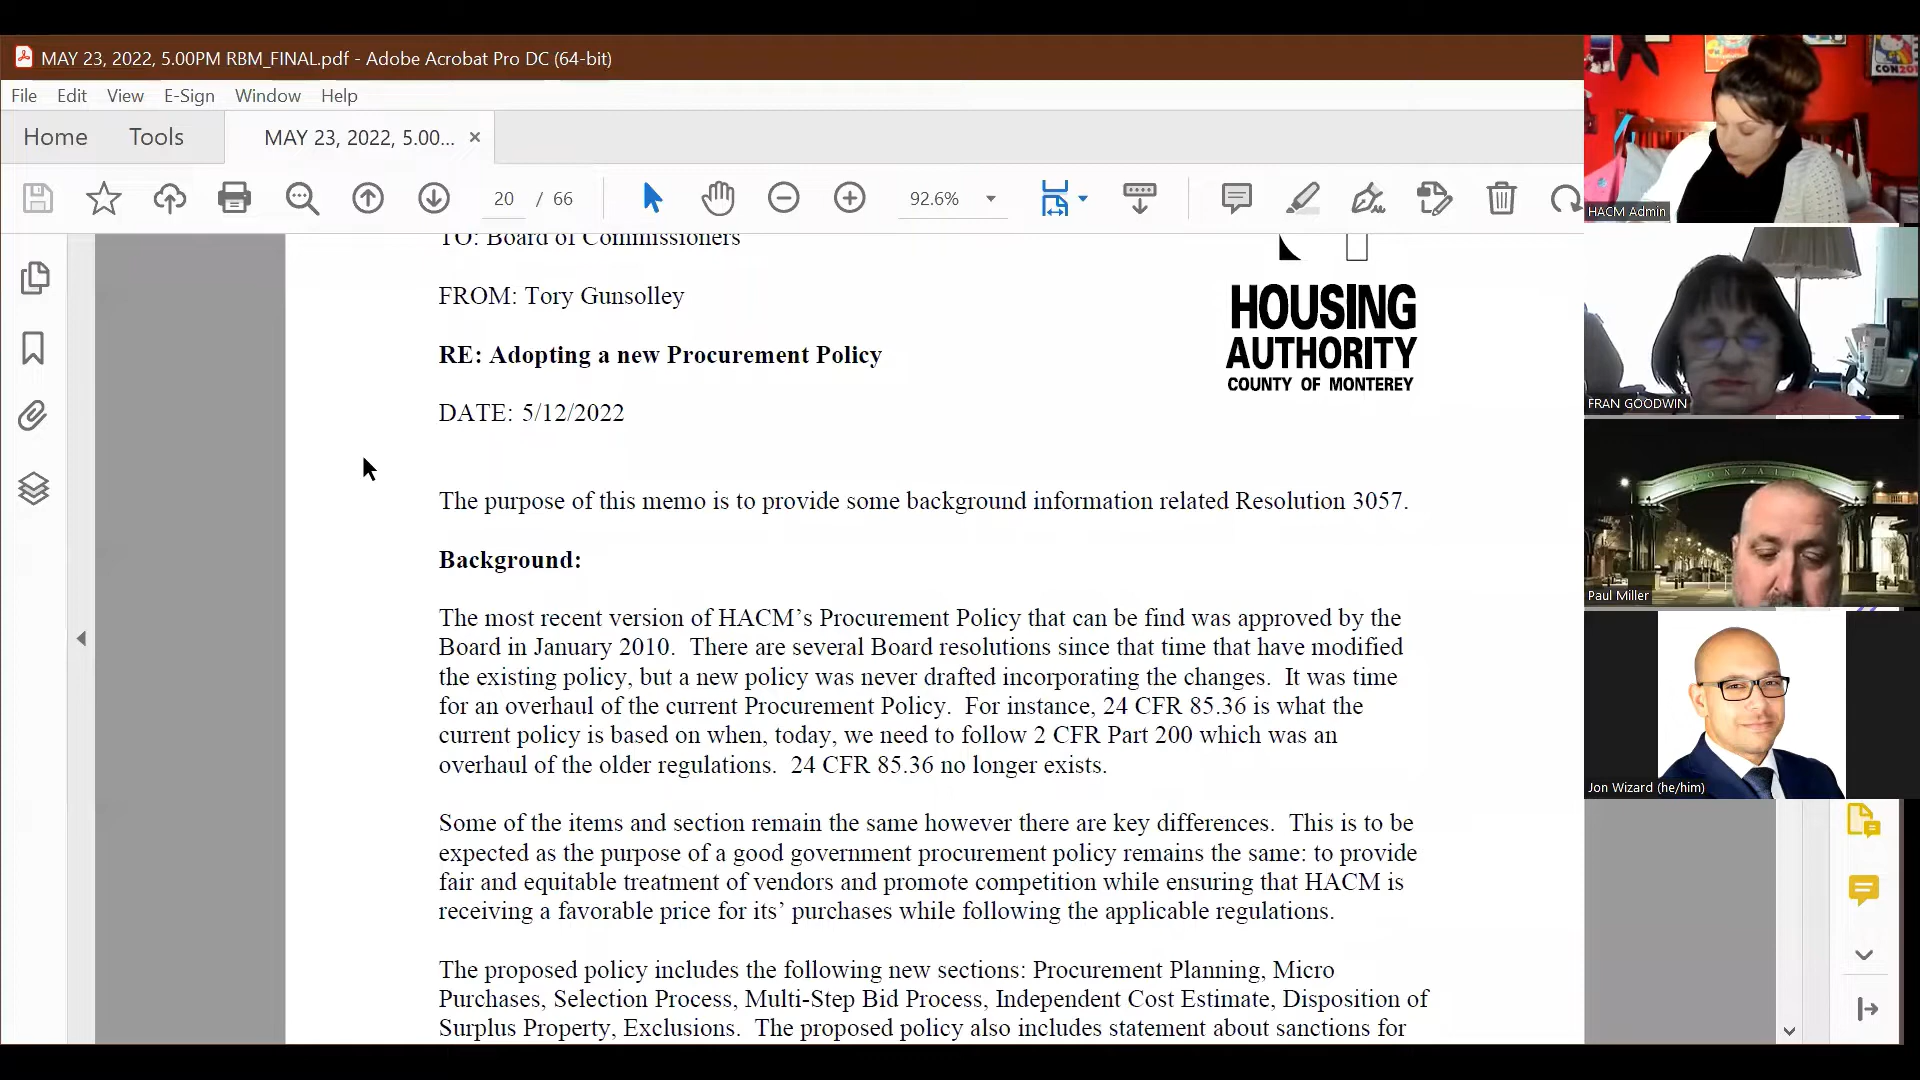 MAY 23, 2022, 5.00PM RBM_FINAL.pdf - Adobe Acrobat Pro DC (64-bit)
File Edit View E-Sign Window Help
Home Tools MAY 23, 2022, 5.00... ×
20 / 66 92.6%
TO: Board of Commissioners
FROM: Tory Gunsolley
RE: Adopting a new Procurement Policy
DATE: 5/12/2022
HOUSING
AUTHORITY
COUNTY OF MONTEREY
The purpose of this memo is to provide some background information related Resolution 3057.
Background:
The most recent version of HACM’s Procurement Policy that can be find was approved by the
Board in January 2010.  There are several Board resolutions since that time that have modified
the existing policy, but a new policy was never drafted incorporating the changes.  It was time
for an overhaul of the current Procurement Policy.  For instance, 24 CFR 85.36 is what the
current policy is based on when, today, we need to follow 2 CFR Part 200 which was an
overhaul of the older regulations.  24 CFR 85.36 no longer exists.
Some of the items and section remain the same however there are key differences.  This is to be
expected as the purpose of a good government procurement policy remains the same: to provide
fair and equitable treatment of vendors and promote competition while ensuring that HACM is
receiving a favorable price for its’ purchases while following the applicable regulations.
The proposed policy includes the following new sections: Procurement Planning, Micro
Purchases, Selection Process, Multi-Step Bid Process, Independent Cost Estimate, Disposition of
Surplus Property, Exclusions.  The proposed policy also includes statement about sanctions for
HACM Admin
FRAN GOODWIN
Paul Miller
Jon Wizard (he/him)